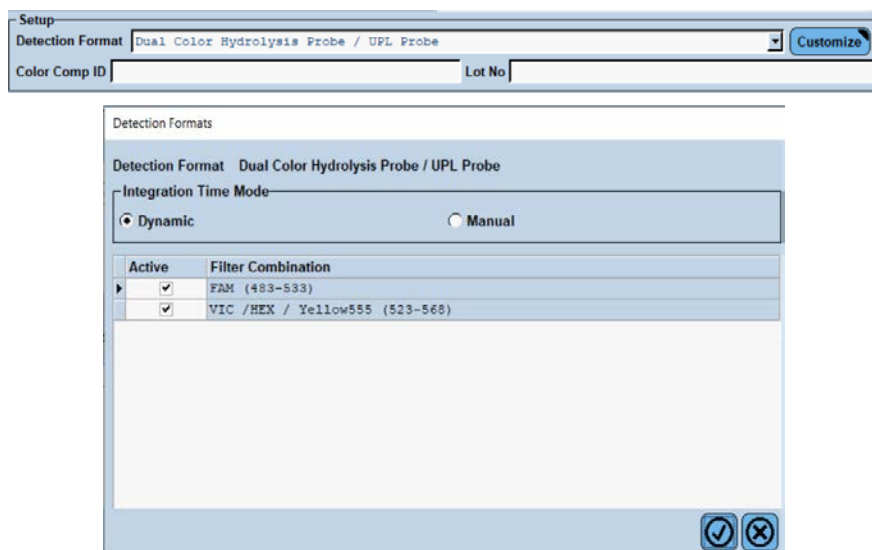 Setup
Detection Format Dual Color Hydrolysis Probe / UPL Probe Customize
Color Comp ID Lot No
Detection Formats
Detection Format Dual Color Hydrolysis Probe / UPL Probe
Integration Time Mode
Dynamic Manual
Active Filter Combination
FAM (483-533)
VIC /HEX / Yellow555 (523-568)